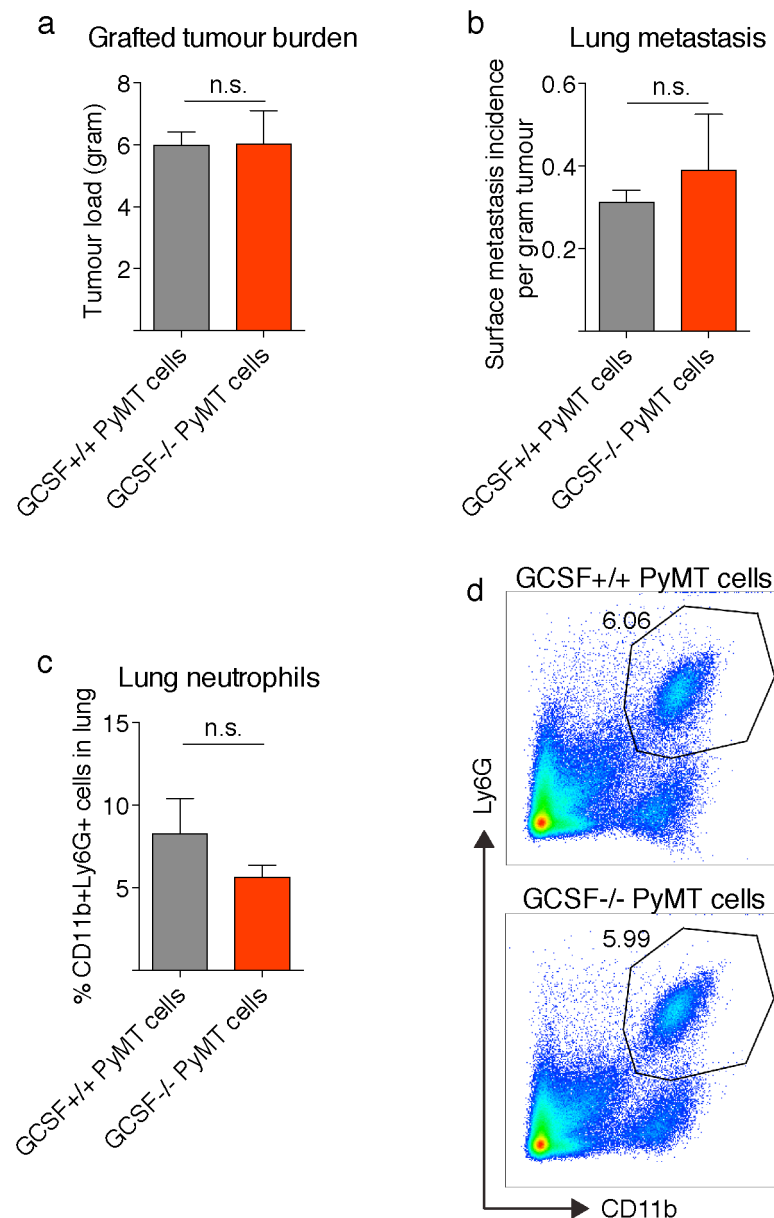 a
Grafted tumour burden
n.s.
8
6
4
2
Tumour load (gram)
GCSF+/+ PyMT cells
GCSF-/- PyMT cells
b
Lung metastasis
n.s.
0.6
0.4
0.2
Surface metastasis incidence
per gram tumour
GCSF+/+ PyMT cells
GCSF-/- PyMT cells
c
Lung neutrophils
n.s.
15
10
5
% CD11b+Ly6G+ cells in lung
GCSF+/+ PyMT cells
GCSF-/- PyMT cells
d
GCSF+/+ PyMT cells
6.06
Ly6G
GCSF-/- PyMT cells
5.99
CD11b